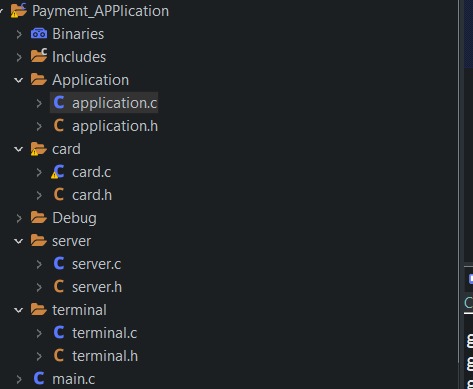 Payment_APPlication
Binaries
Includes
Application
application.c
application.h
card
card.c
card.h
Debug
server
server.c
server.h
terminal
terminal.c
terminal.h
main.c